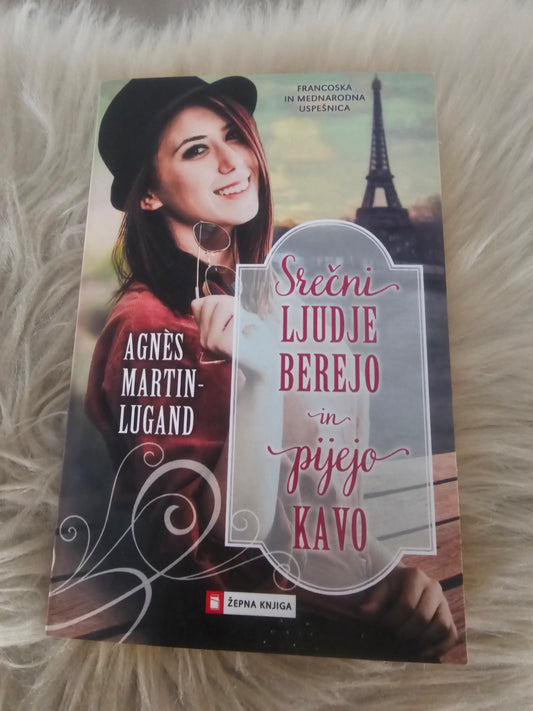 FRANCOSKA
IN MEDNARODNA
USPEŠNICA
Srečni
LJUDJE
BEREJO
in
pijejo
KAVO
AGNÈS
MARTIN-
LUGAND
ŽEPNA KNJIGA